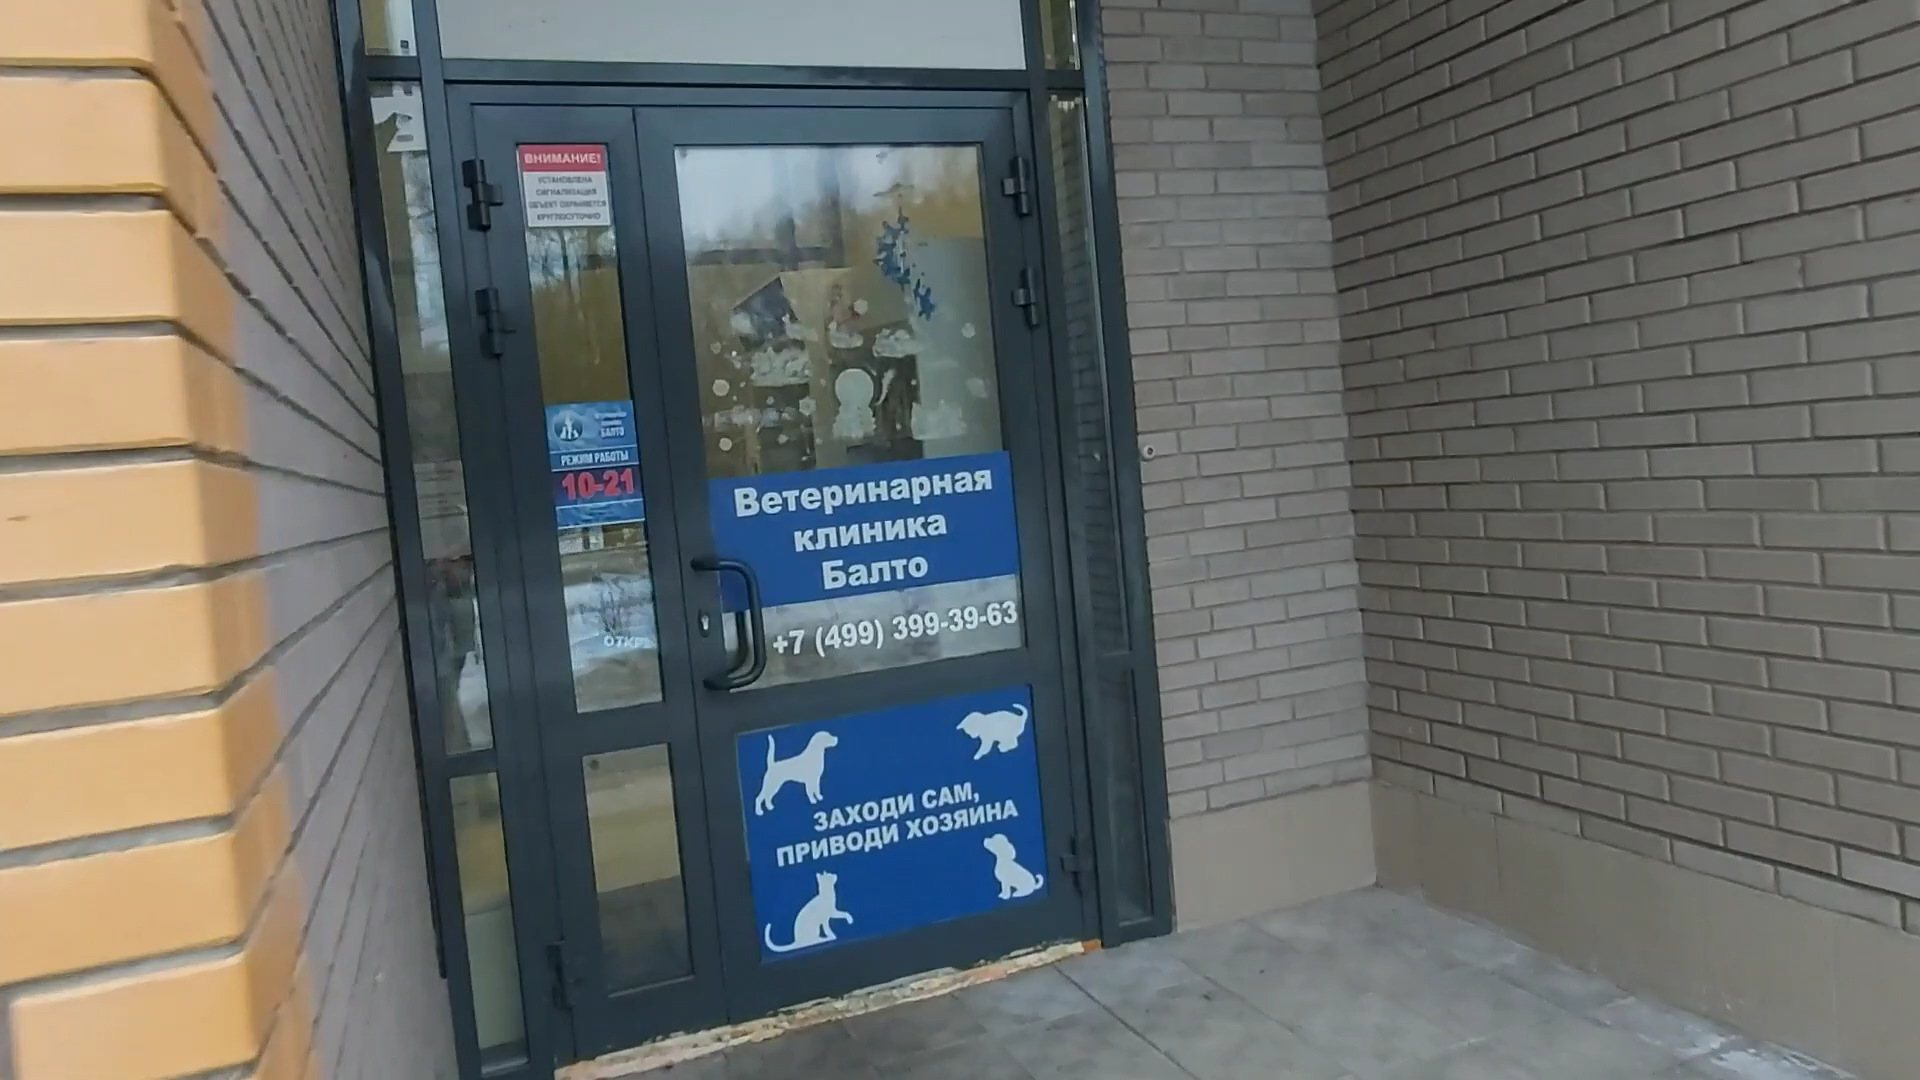 ВНИМАНИЕ!
УСТАНОВЛЕНА
СИГНАЛИЗАЦИЯ
ОБЪЕКТ ОХРАНЯЕТСЯ
КРУГЛОСУТОЧНО
БАЛТО
РЕЖИМ РАБОТЫ
10-21
Ветеринарная
клиника
Балто
+7 (499) 399-39-63
ЗАХОДИ САМ,
ПРИВОДИ ХОЗЯИНА